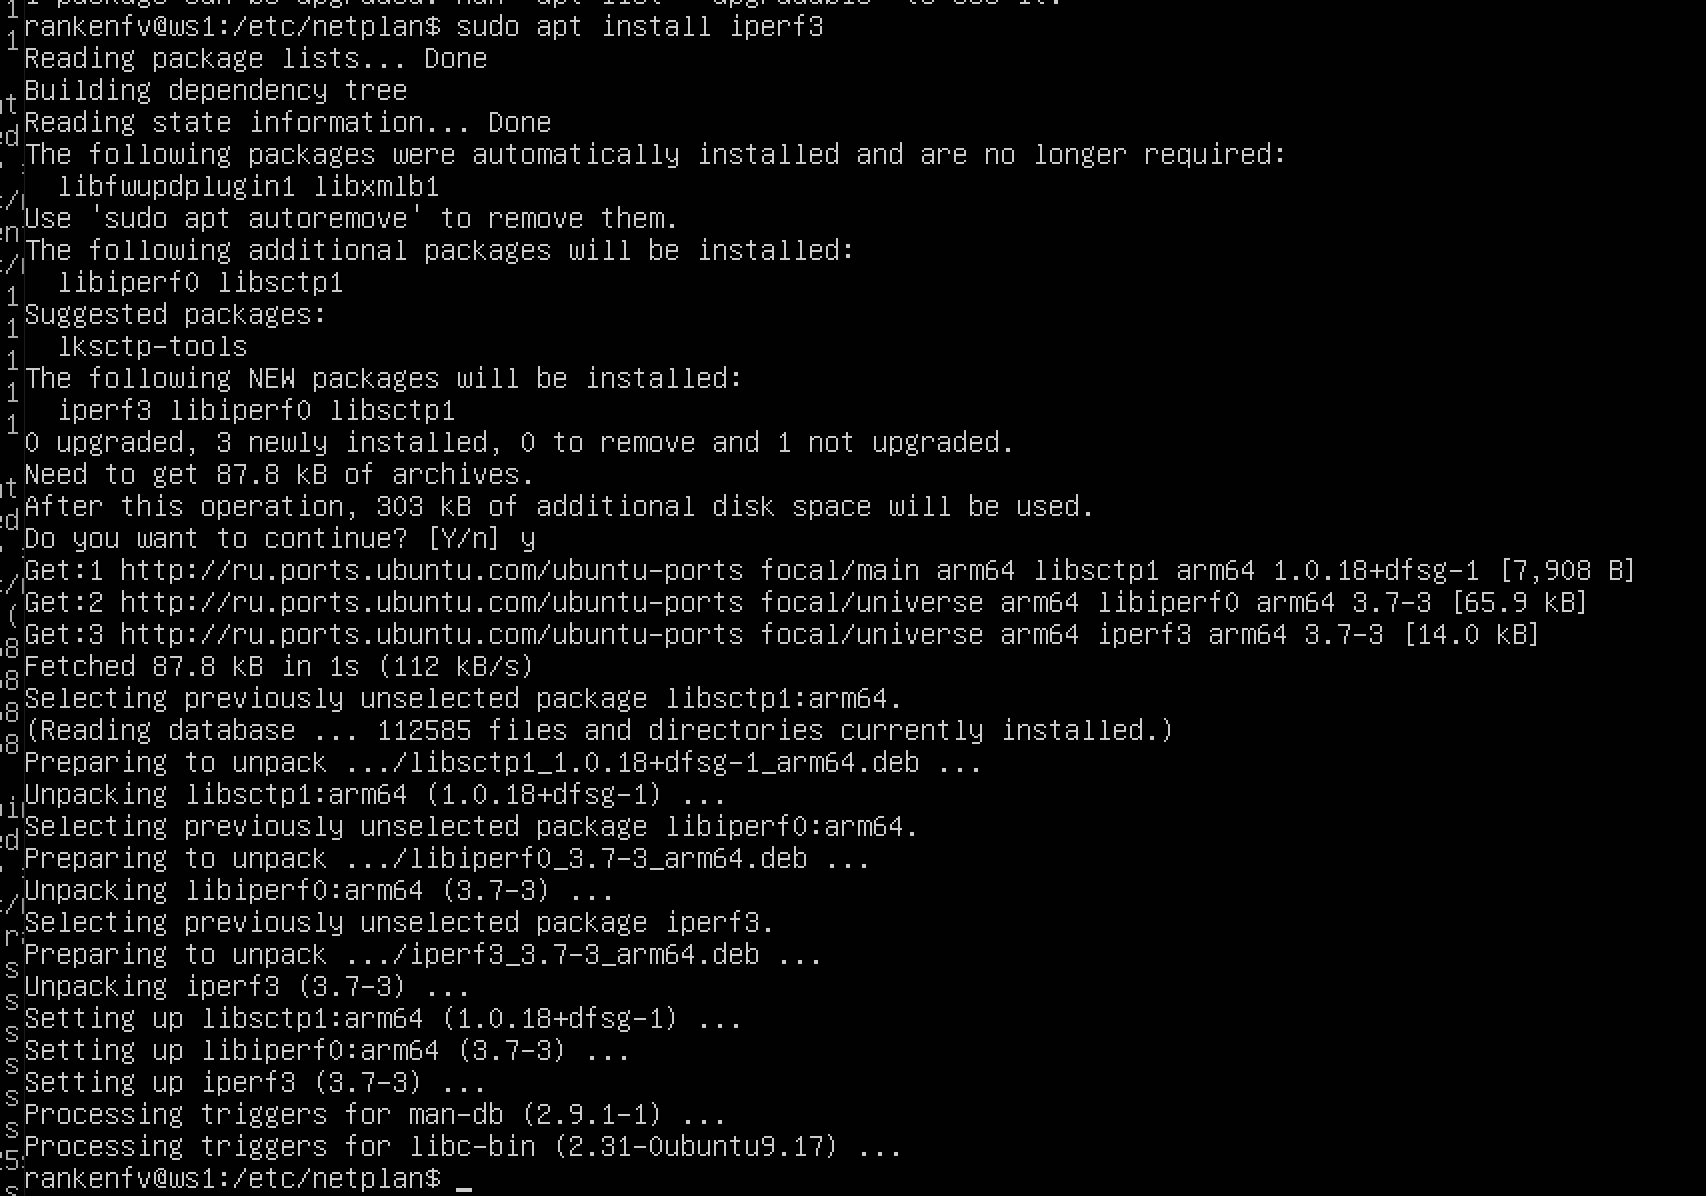 1 package can be upgraded. Run 'apt list --upgradable' to see it.
rankenfv@ws1:/etc/netplan$ sudo apt install iperf3
Reading package lists... Done
Building dependency tree
Reading state information... Done
The following packages were automatically installed and are no longer required:
  libfwupdplugin1 libxmlb1
Use 'sudo apt autoremove' to remove them.
The following additional packages will be installed:
  libiperf0 libsctp1
Suggested packages:
  lksctp-tools
The following NEW packages will be installed:
  iperf3 libiperf0 libsctp1
0 upgraded, 3 newly installed, 0 to remove and 1 not upgraded.
Need to get 87.8 kB of archives.
After this operation, 303 kB of additional disk space will be used.
Do you want to continue? [Y/n] y
Get:1 http://ru.ports.ubuntu.com/ubuntu-ports focal/main arm64 libsctp1 arm64 1.0.18+dfsg-1 [7,908 B]
Get:2 http://ru.ports.ubuntu.com/ubuntu-ports focal/universe arm64 libiperf0 arm64 3.7-3 [65.9 kB]
Get:3 http://ru.ports.ubuntu.com/ubuntu-ports focal/universe arm64 iperf3 arm64 3.7-3 [14.0 kB]
Fetched 87.8 kB in 1s (112 kB/s)
Selecting previously unselected package libsctp1:arm64.
(Reading database ... 112585 files and directories currently installed.)
Preparing to unpack .../libsctp1_1.0.18+dfsg-1_arm64.deb ...
Unpacking libsctp1:arm64 (1.0.18+dfsg-1) ...
Selecting previously unselected package libiperf0:arm64.
Preparing to unpack .../libiperf0_3.7-3_arm64.deb ...
Unpacking libiperf0:arm64 (3.7-3) ...
Selecting previously unselected package iperf3.
Preparing to unpack .../iperf3_3.7-3_arm64.deb ...
Unpacking iperf3 (3.7-3) ...
Setting up libsctp1:arm64 (1.0.18+dfsg-1) ...
Setting up libiperf0:arm64 (3.7-3) ...
Setting up iperf3 (3.7-3) ...
Processing triggers for man-db (2.9.1-1) ...
Processing triggers for libc-bin (2.31-0ubuntu9.17) ...
rankenfv@ws1:/etc/netplan$ _